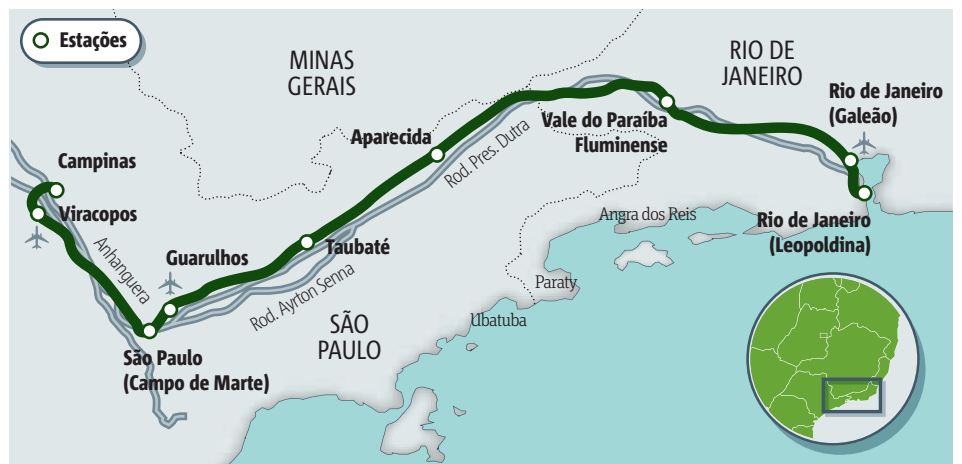 Estações
MINAS
GERAIS
RIO DE
JANEIRO
Rio de Janeiro
(Galeão)
Vale do Paraíba
Fluminense
Aparecida
Rod. Pres. Dutra
Campinas
Viracopos
Anhanguera
Guarulhos
Taubaté
Rod. Ayrton Senna
Angra dos Reis
Rio de Janeiro
(Leopoldina)
Paraty
Ubatuba
SÃO
PAULO
São Paulo
(Campo de Marte)